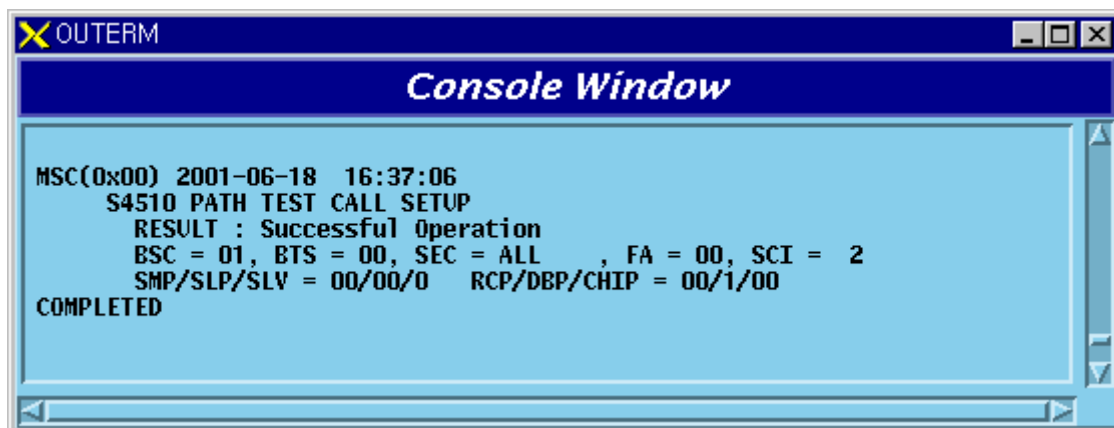 OUTERM
Console Window
MSC(0x00) 2001-06-18  16:37:06
S4510 PATH TEST CALL SETUP
RESULT : Successful Operation
BSC = 01, BTS = 00, SEC = ALL    , FA = 00, SCI =  2
SMP/SLP/SLV = 00/00/0   RCP/DBP/CHIP = 00/1/00
COMPLETED